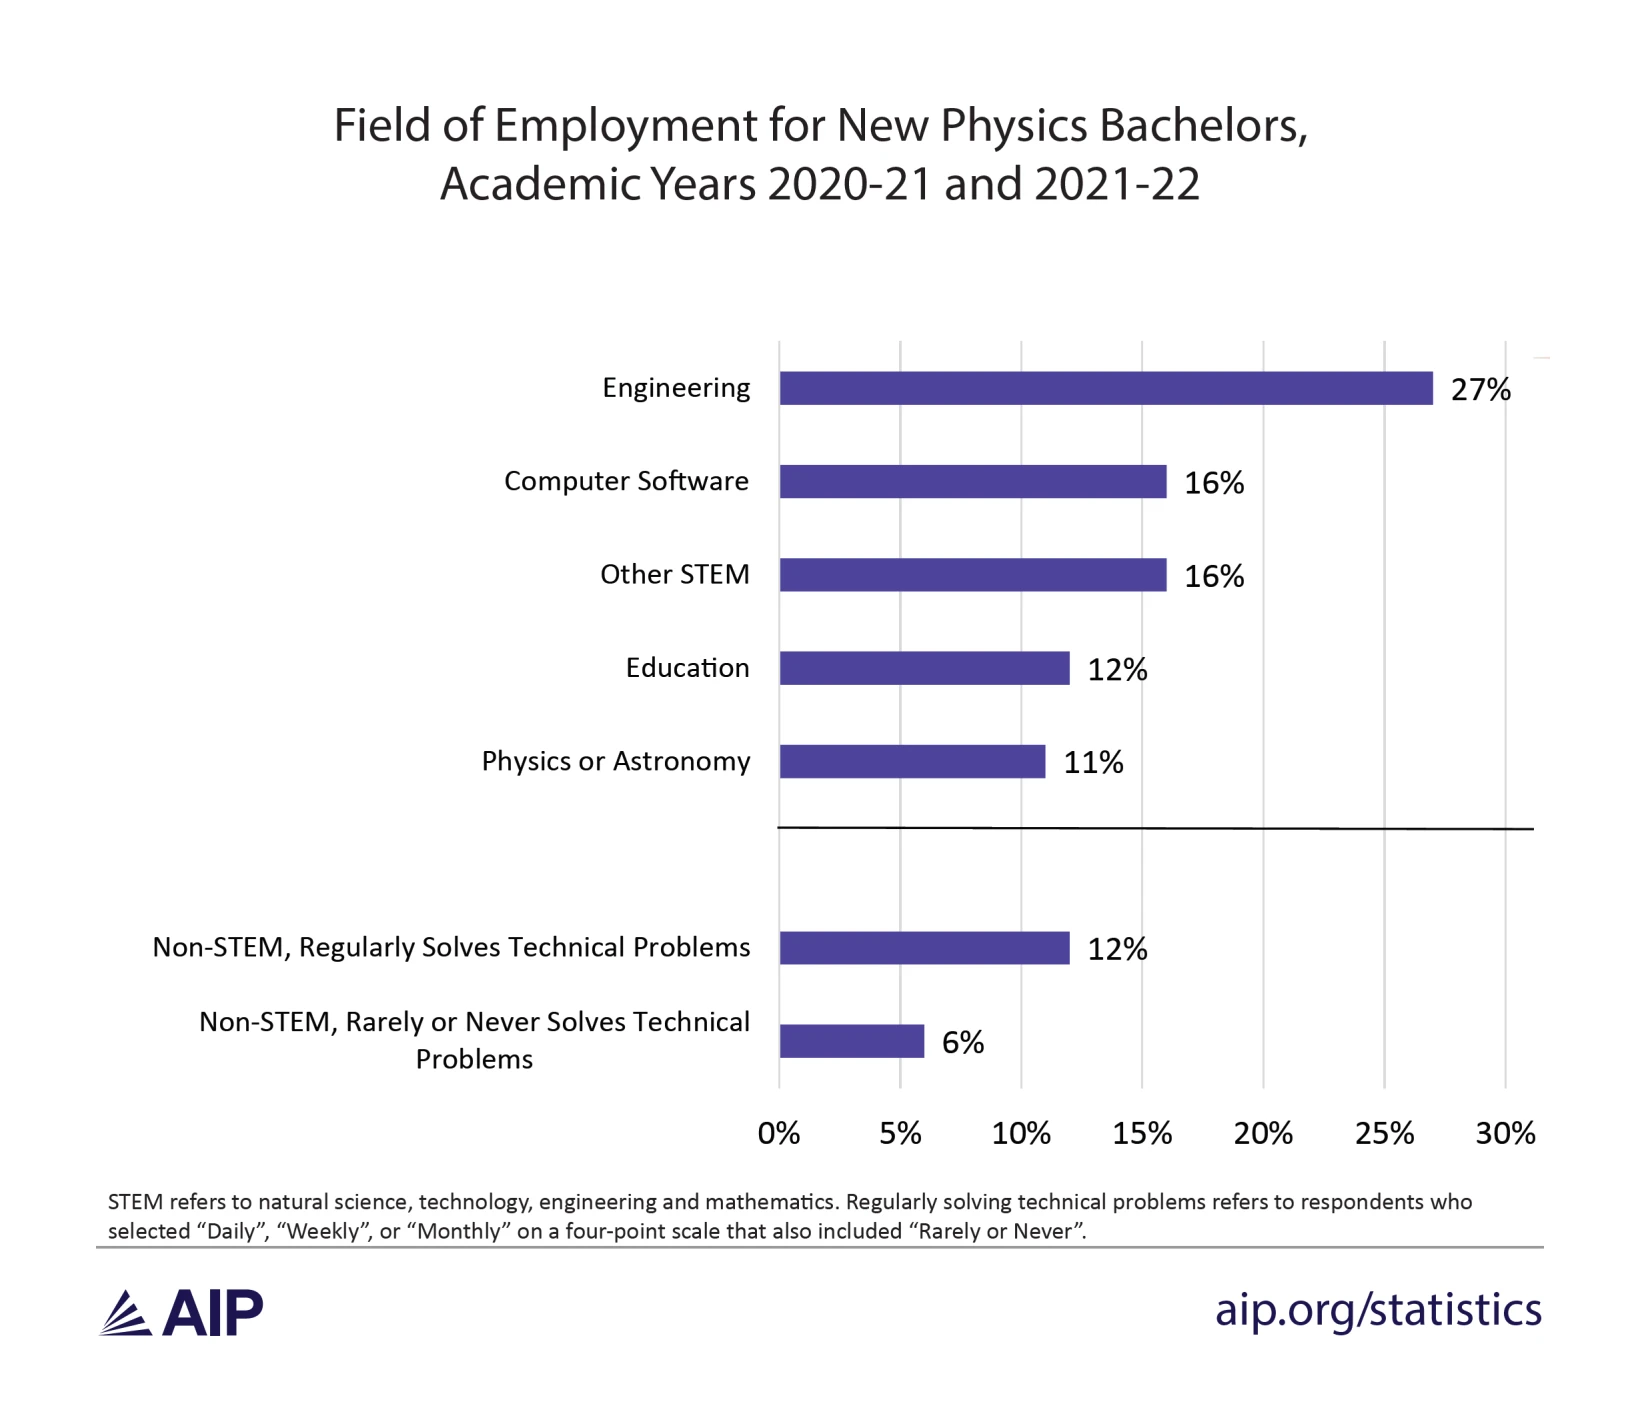 Field of Employment for New Physics Bachelors,
Academic Years 2020-21 and 2021-22
Engineering
27%
Computer Software
16%
Other STEM
16%
Education
12%
Physics or Astronomy
11%
Non-STEM, Regularly Solves Technical Problems
12%
Non-STEM, Rarely or Never Solves Technical
Problems
6%
0% 5% 10% 15% 20% 25% 30%
STEM refers to natural science, technology, engineering and mathematics. Regularly solving technical problems refers to respondents who
selected “Daily”, “Weekly”, or “Monthly” on a four-point scale that also included “Rarely or Never”.
AIP
aip.org/statistics